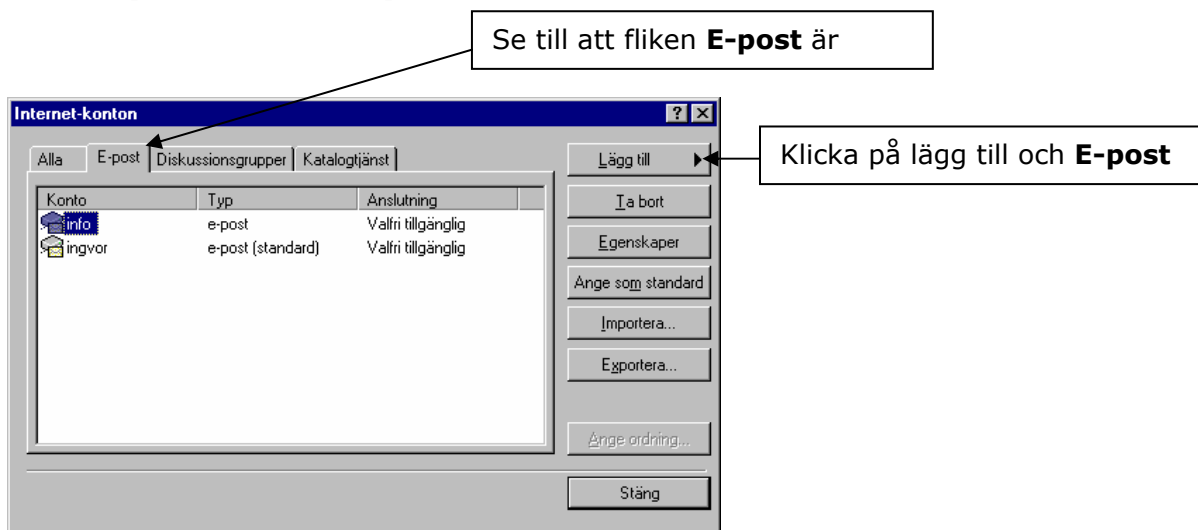 Se till att fliken E-post är
Internet-konton
Alla E-post Diskussionsgrupper Katalogtjänst
Lägg till
Klicka på lägg till och E-post
Konto Typ Anslutning
info e-post Valfri tillgänglig
ingvor e-post (standard) Valfri tillgänglig
Ta bort
Egenskaper
Ange som standard
Importera...
Exportera...
Ange ordning...
Stäng